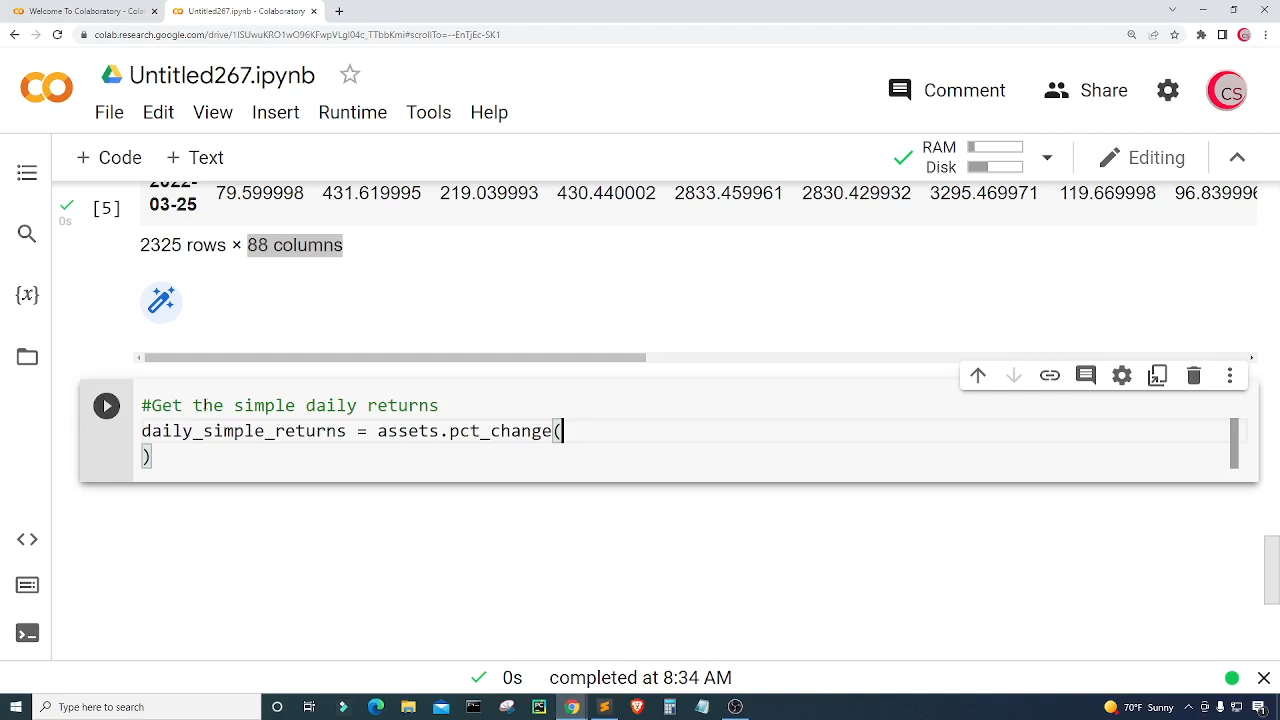 Welcome To Colaboratory - Colab
Untitled267.ipynb - Colaboratory
colab.research.google.com/drive/1lSUwuKRO1wO96KFwpVLgI04c_TTbbKmi#scrollTo=--EnTjEc-SK1
Untitled267.ipynb
File Edit View Insert Runtime Tools Help
Comment
Share
CS
+ Code + Text
RAM
Disk
Editing
2022-
03-25 79.599998 431.619995 219.039993 430.440002 2833.459961 2830.429932 3295.469971 119.669998 96.839996
0s
[5]
2325 rows × 88 columns
#Get the simple daily returns
daily_simple_returns = assets.pct_change(
)
{x}
0s completed at 8:34 AM
Type here to search
70°F Sunny